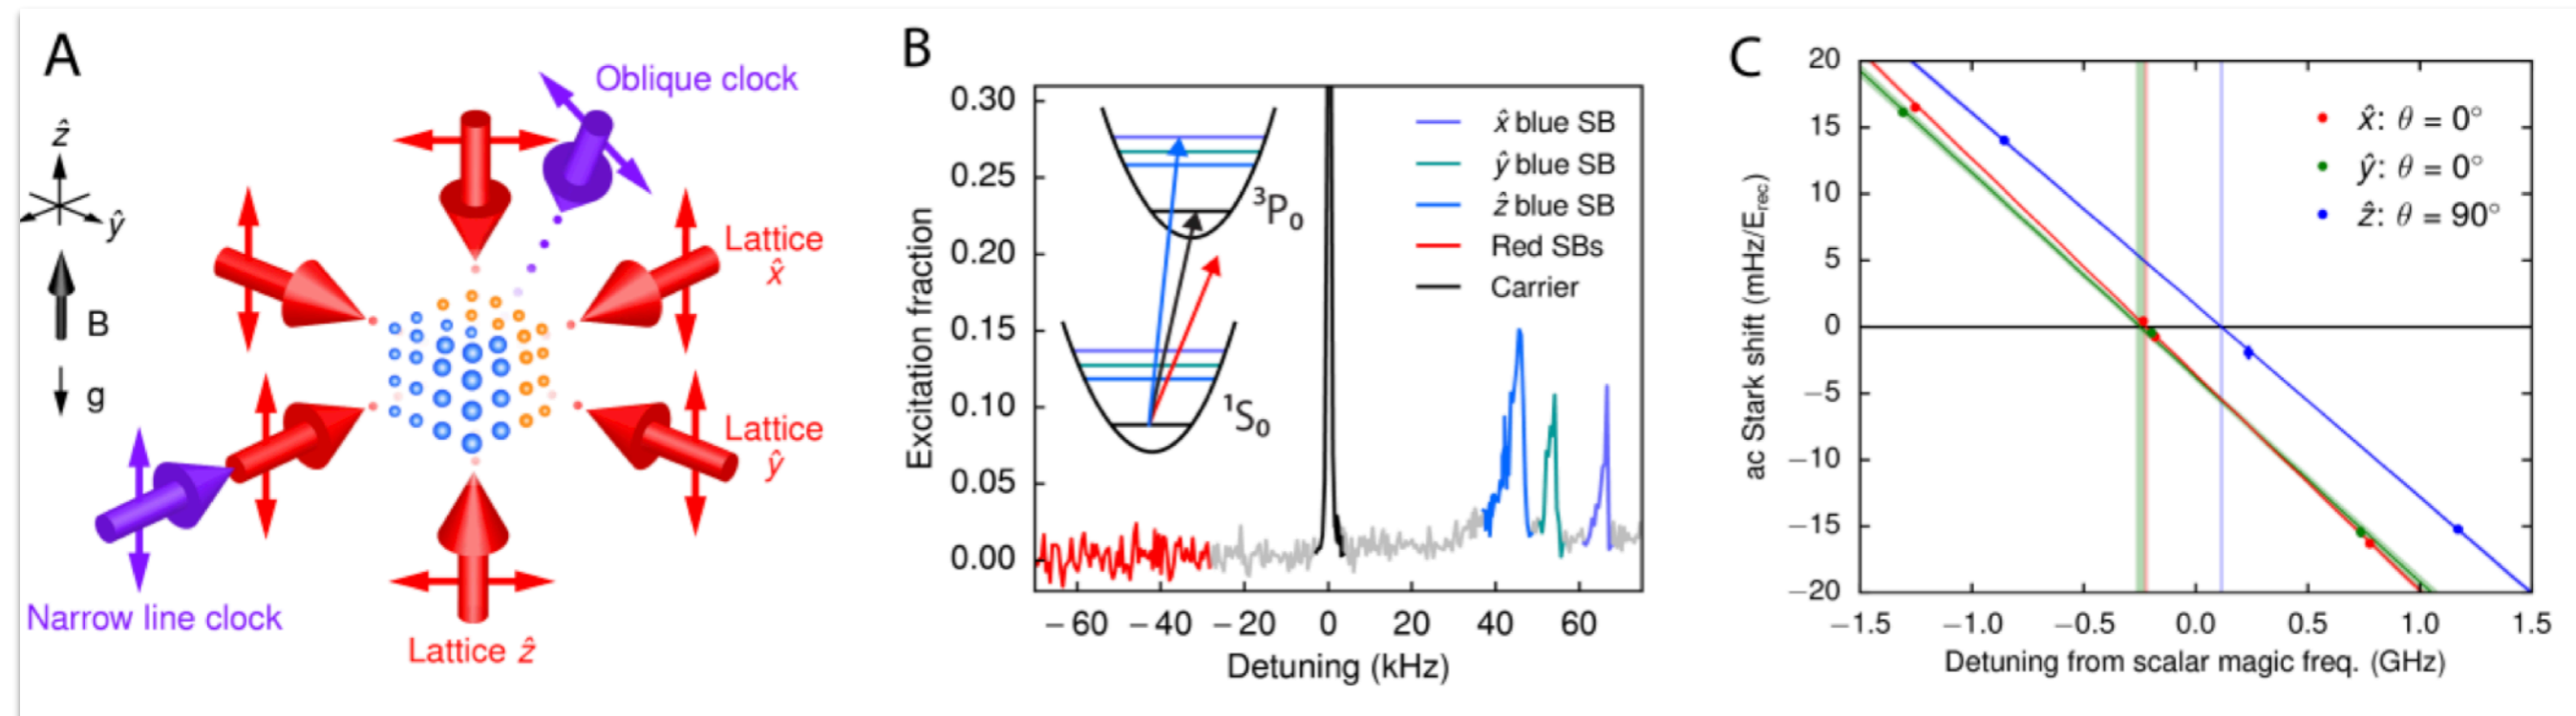 A
Oblique clock
ẑ
ŷ
B
g
Lattice
x̂
Lattice
ŷ
Narrow line clock
Lattice ẑ
B
Excitation fraction
0.30
0.25
0.20
0.15
0.10
0.05
0.00
−60 −40 −20 0 20 40 60
Detuning (kHz)
³P₀
¹S₀
x̂ blue SB
ŷ blue SB
ẑ blue SB
Red SBs
Carrier
C
ac Stark shift (mHz/E_rec)
20
15
10
5
0
−5
−10
−15
−20
−1.5 −1.0 −0.5 0.0 0.5 1.0 1.5
Detuning from scalar magic freq. (GHz)
x̂: θ = 0°
ŷ: θ = 0°
ẑ: θ = 90°